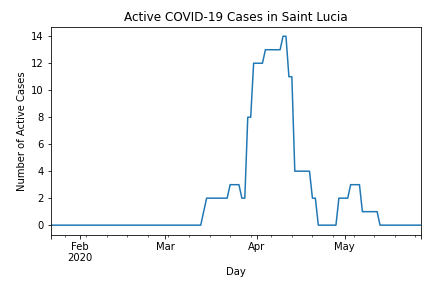 Active COVID-19 Cases in Saint Lucia
14
12
10
8
6
4
2
0
Number of Active Cases
Feb Mar Apr May
2020
Day